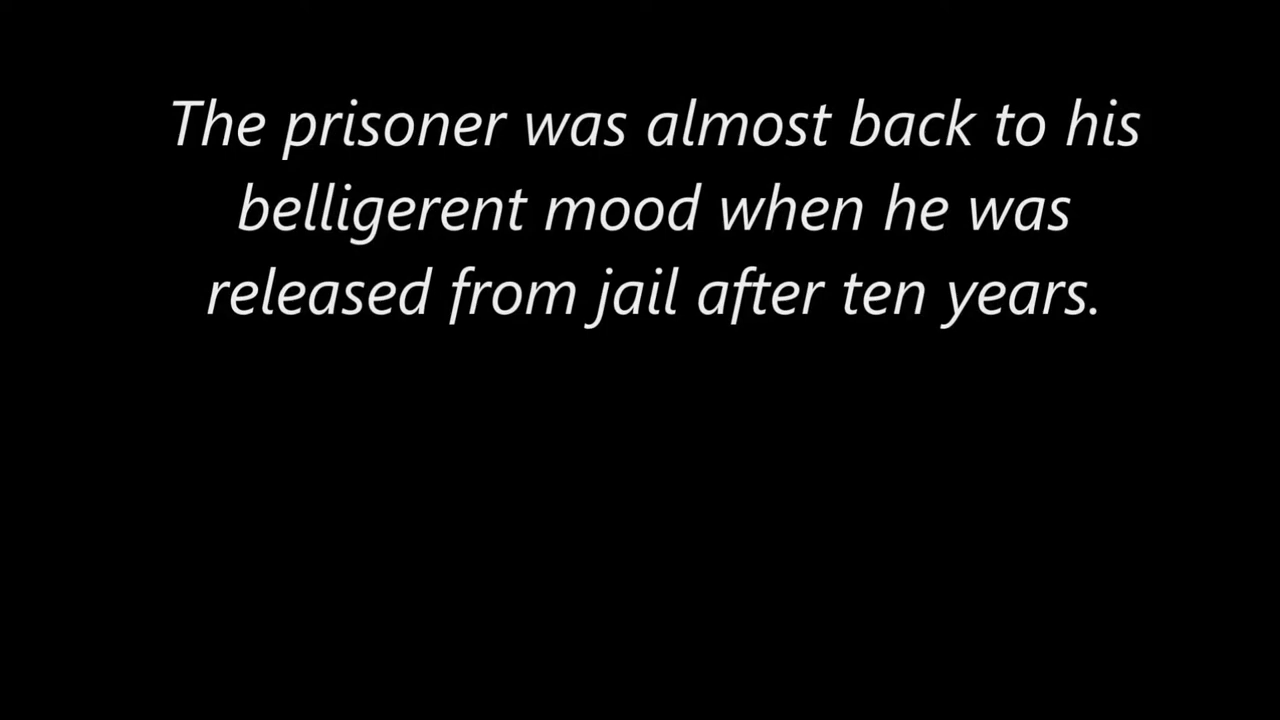 The prisoner was almost back to his
belligerent mood when he was
released from jail after ten years.